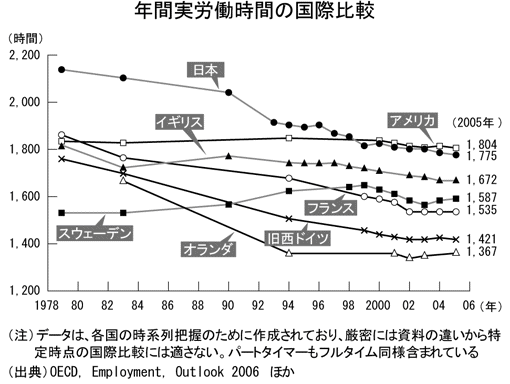 年間実労働時間の国際比較
(時間)
2,200
2,000
1,800
1,600
1,400
1,200
日本
イギリス
アメリカ
(2005年)
1,804
1,775
1,672
1,587
1,535
1,421
1,367
フランス
スウェーデン
オランダ
旧西ドイツ
1978 80 82 84 86 88 90 92 94 96 98 2000 02 04 06 (年)
(注) データは、各国の時系列把握のために作成されており、厳密には資料の違いから特
定時点の国際比較には適さない。パートタイマーもフルタイム同様含まれている
(出典) OECD, Employment, Outlook 2006 ほか